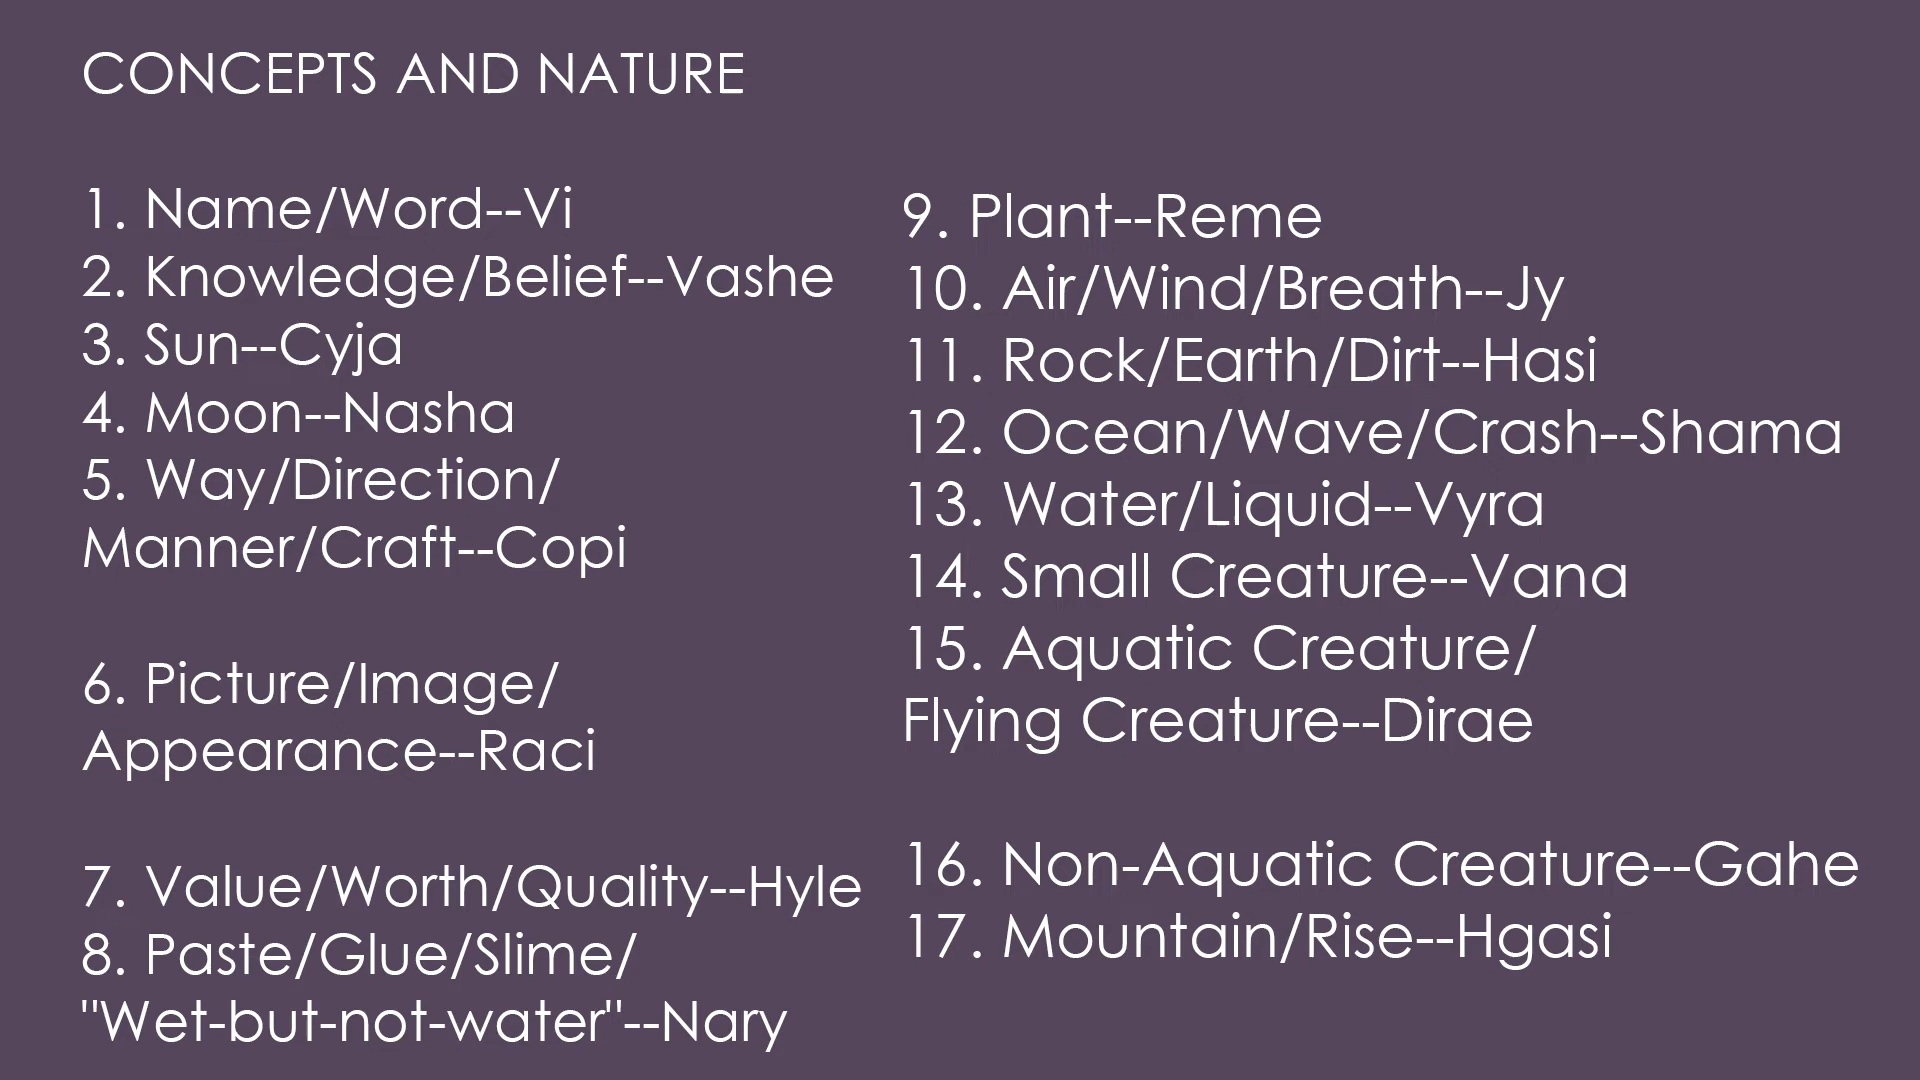 CONCEPTS AND NATURE
1. Name/Word--Vi
2. Knowledge/Belief--Vashe
3. Sun--Cyja
4. Moon--Nasha
5. Way/Direction/
Manner/Craft--Copi
6. Picture/Image/
Appearance--Raci
7. Value/Worth/Quality--Hyle
8. Paste/Glue/Slime/
"Wet-but-not-water"--Nary
9. Plant--Reme
10. Air/Wind/Breath--Jy
11. Rock/Earth/Dirt--Hasi
12. Ocean/Wave/Crash--Shama
13. Water/Liquid--Vyra
14. Small Creature--Vana
15. Aquatic Creature/
Flying Creature--Dirae
16. Non-Aquatic Creature--Gahe
17. Mountain/Rise--Hgasi